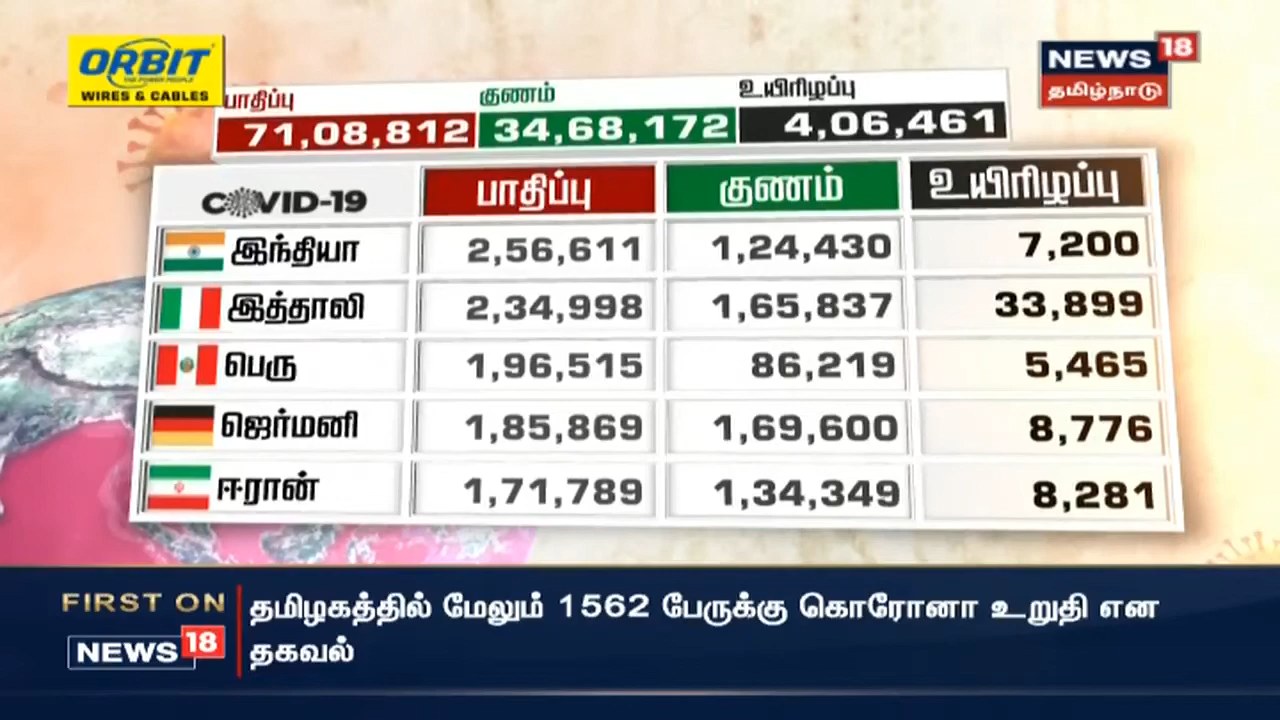 ORBIT
THE POWER PEOPLE
WIRES & CABLES
NEWS 18
தமிழ்நாடு
பாதிப்பு குணம் உயிரிழப்பு
71,08,812 34,68,172 4,06,461
COVID-19 பாதிப்பு குணம் உயிரிழப்பு
இந்தியா 2,56,611 1,24,430 7,200
இத்தாலி 2,34,998 1,65,837 33,899
பெரு 1,96,515 86,219 5,465
ஜெர்மனி 1,85,869 1,69,600 8,776
ஈரான் 1,71,789 1,34,349 8,281
FIRST ON
NEWS 18
தமிழகத்தில் மேலும் 1562 பேருக்கு கொரோனா உறுதி என
தகவல்